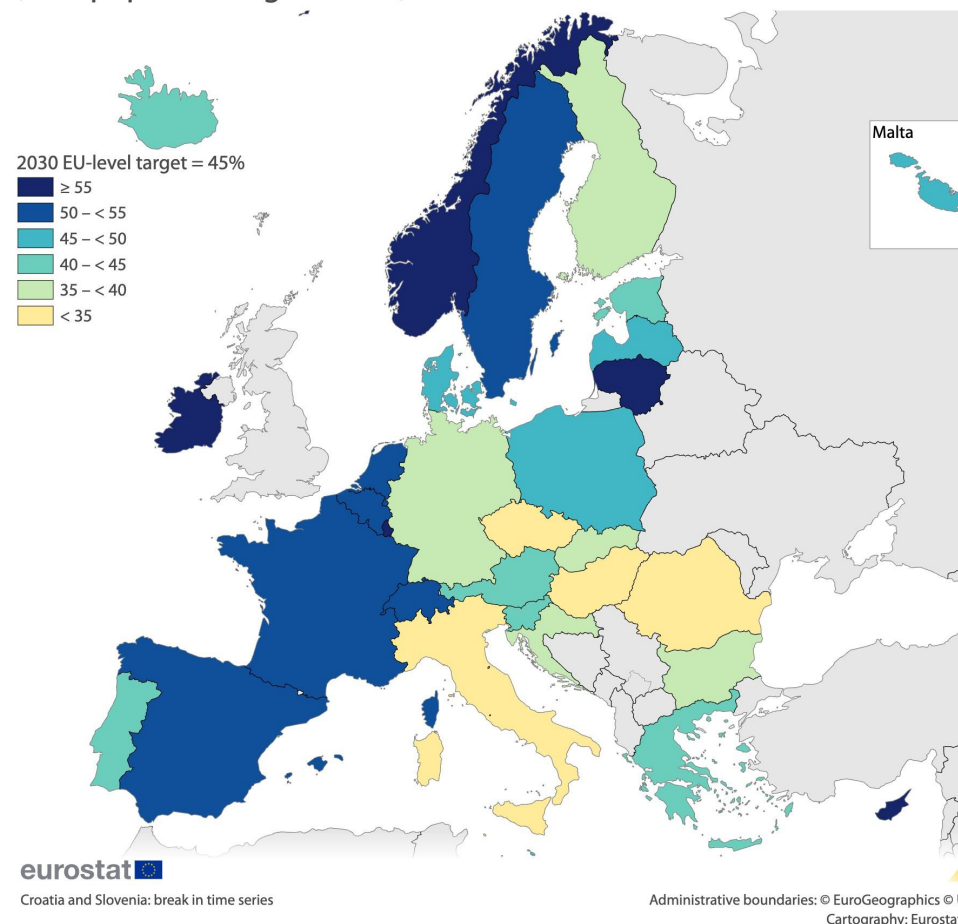 Malta
2030 EU-level target = 45%
≥ 55
50 – < 55
45 – < 50
40 – < 45
35 – < 40
< 35
eurostat
Croatia and Slovenia: break in time series
Administrative boundaries: © EuroGeographics ©
Cartography: Eurostat